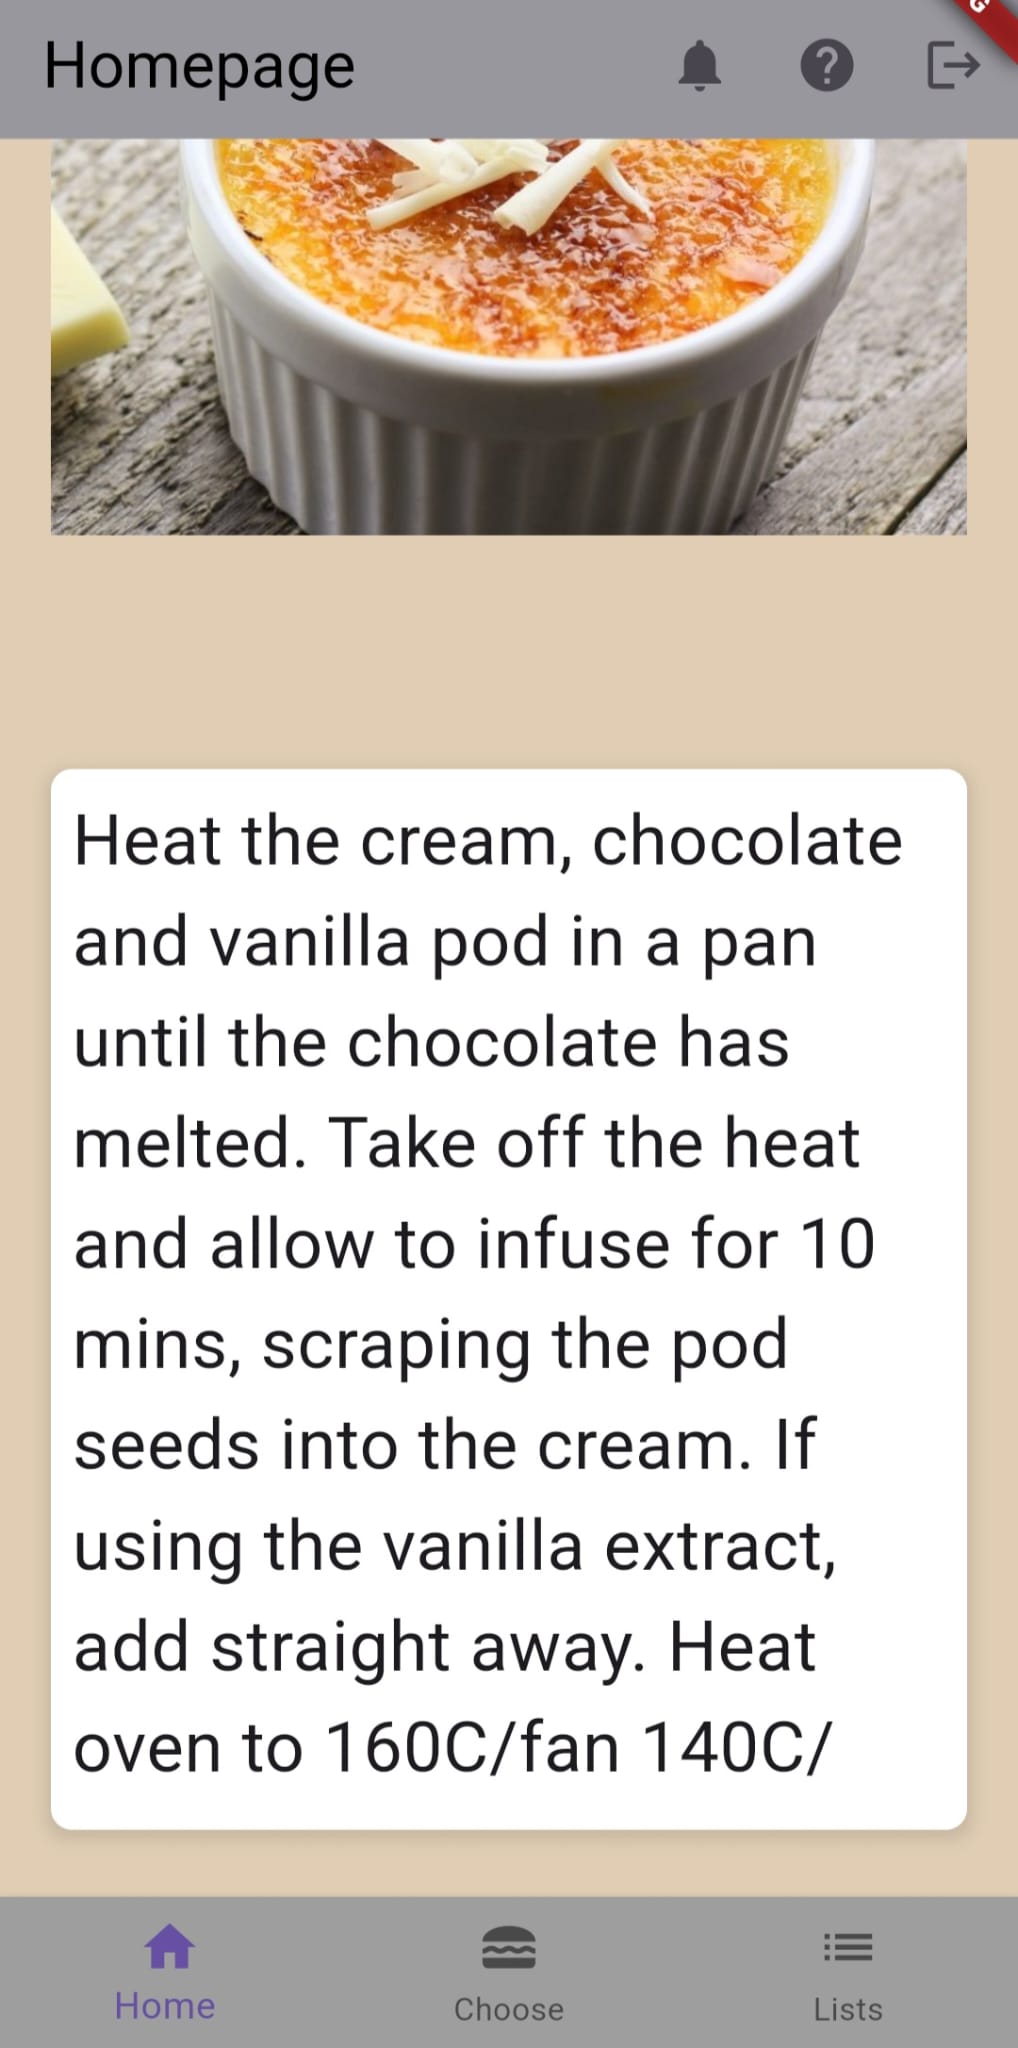 Homepage
Heat the cream, chocolate
and vanilla pod in a pan
until the chocolate has
melted. Take off the heat
and allow to infuse for 10
mins, scraping the pod
seeds into the cream. If
using the vanilla extract,
add straight away. Heat
oven to 160C/fan 140C/
Home
Choose
Lists